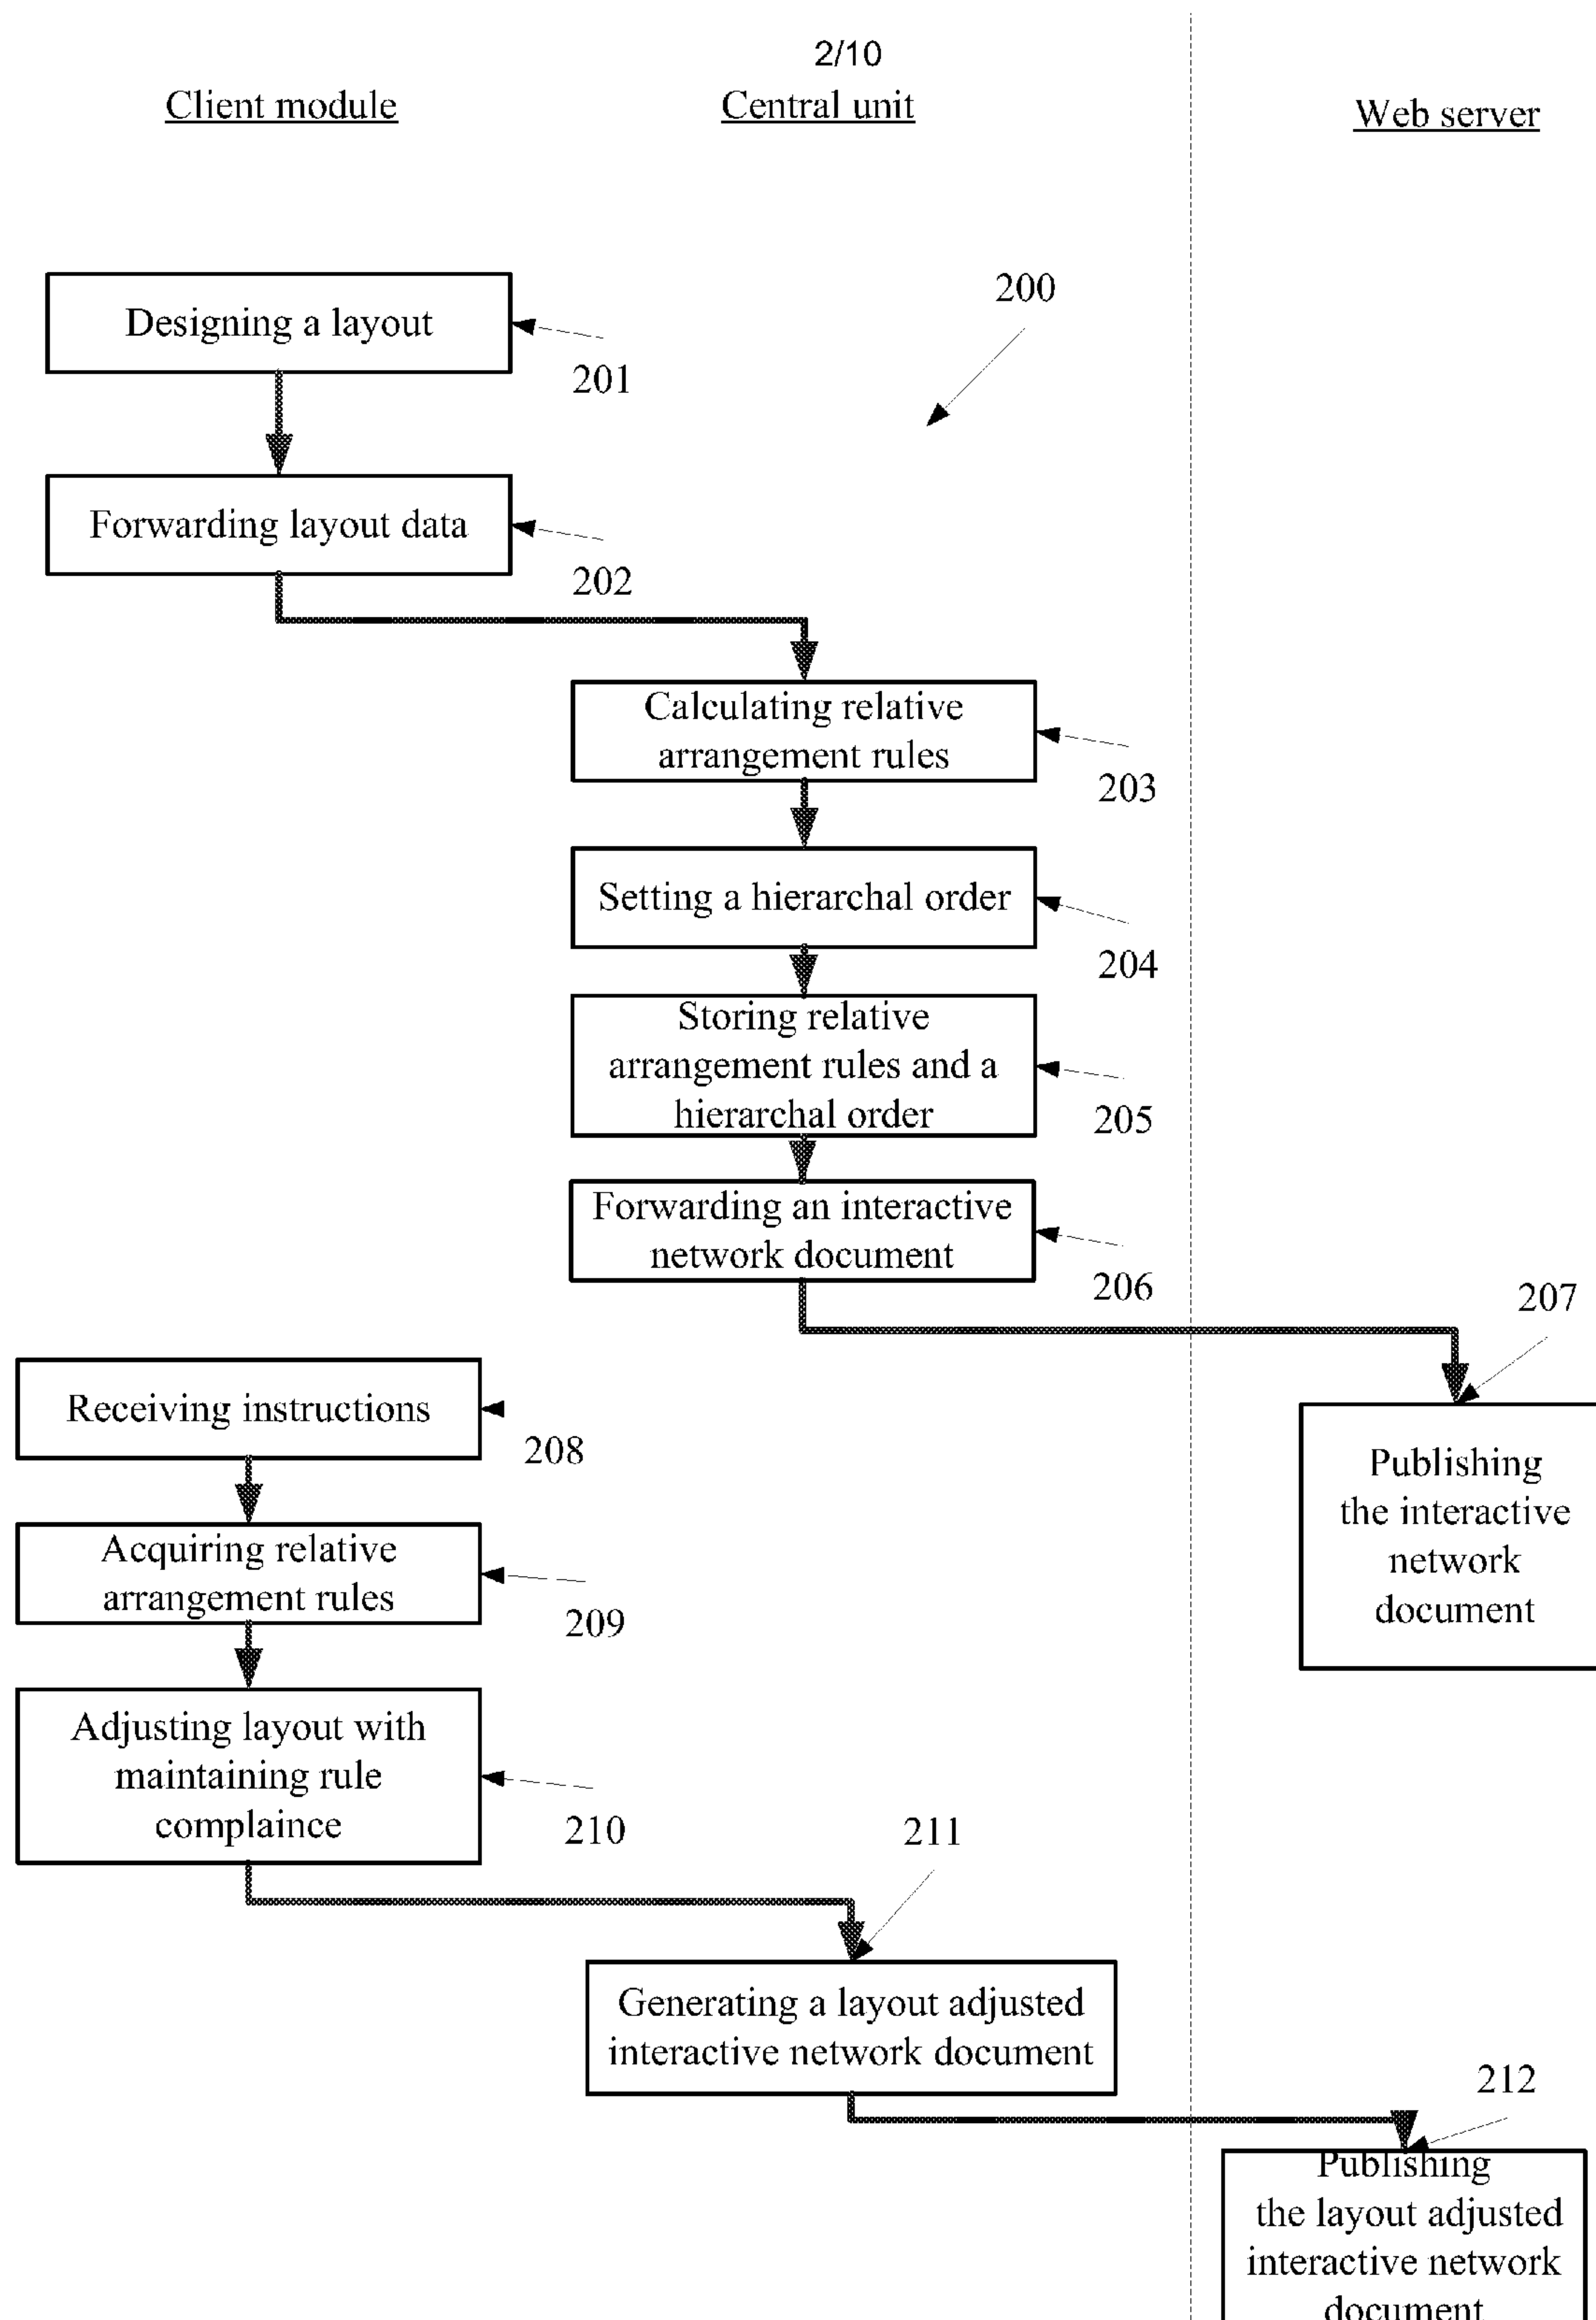 2/10
Client module
Central unit
Web server
200
Designing a layout
201
Forwarding layout data
202
Calculating relative
arrangement rules
203
Setting a hierarchal order
204
Storing relative
arrangement rules and a
hierarchal order
205
Forwarding an interactive
network document
206
207
Publishing
the interactive
network
document
Receiving instructions
208
Acquiring relative
arrangement rules
209
Adjusting layout with
maintaining rule
complaince
210
211
Generating a layout adjusted
interactive network document
212
Publishing
the layout adjusted
interactive network
document